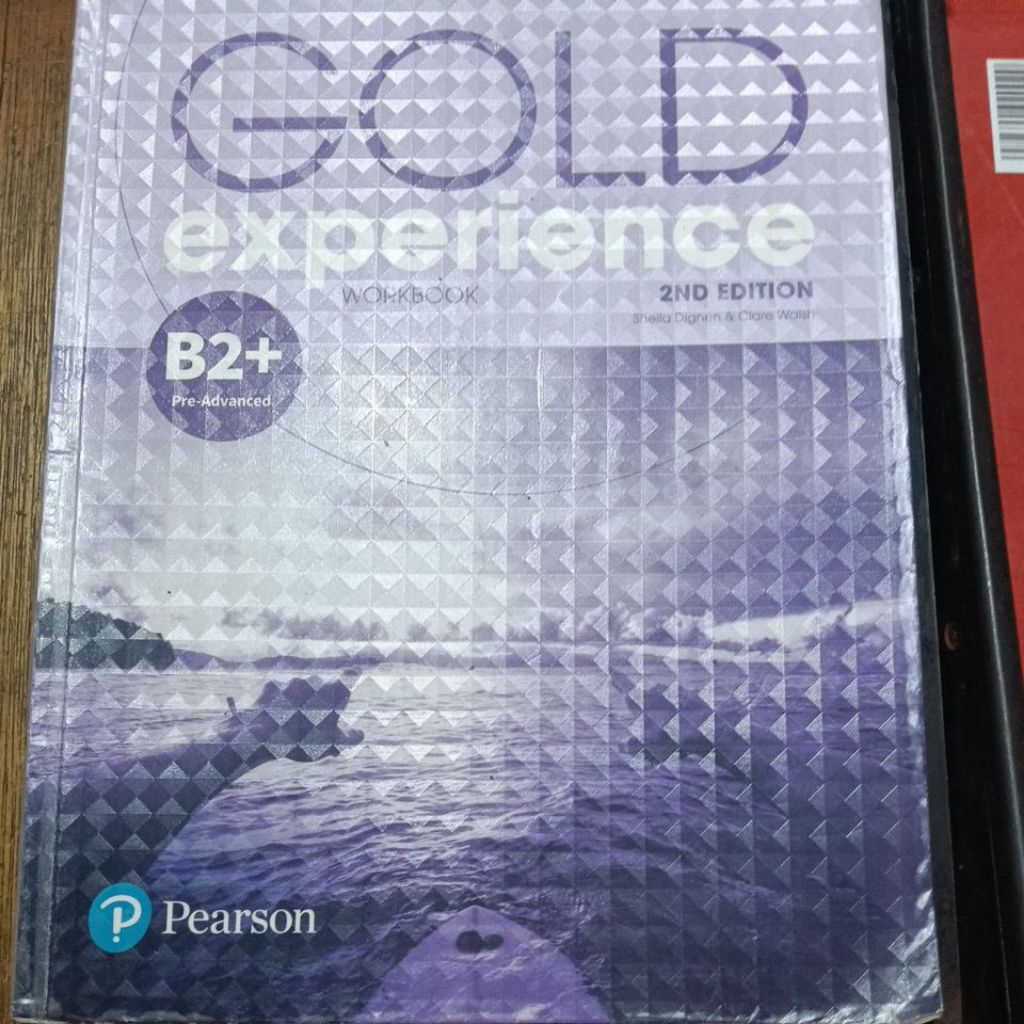 GOLD
experience
WORKBOOK
2ND EDITION
Sheila Dignen & Clare Walsh
B2+
Pre-Advanced
Pearson